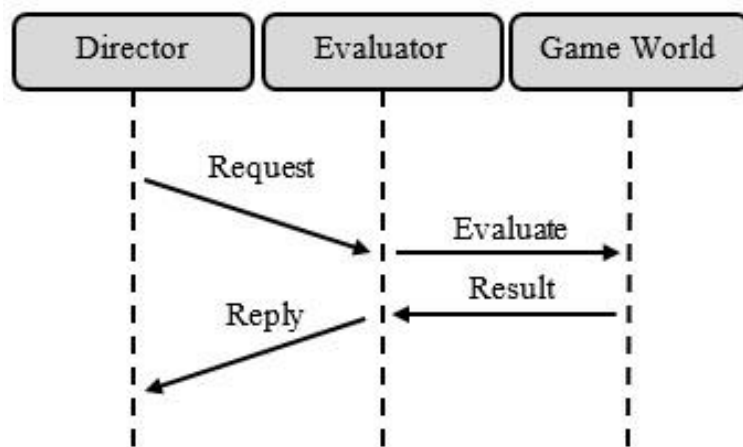 Director
Evaluator
Game World
Request
Evaluate
Result
Reply